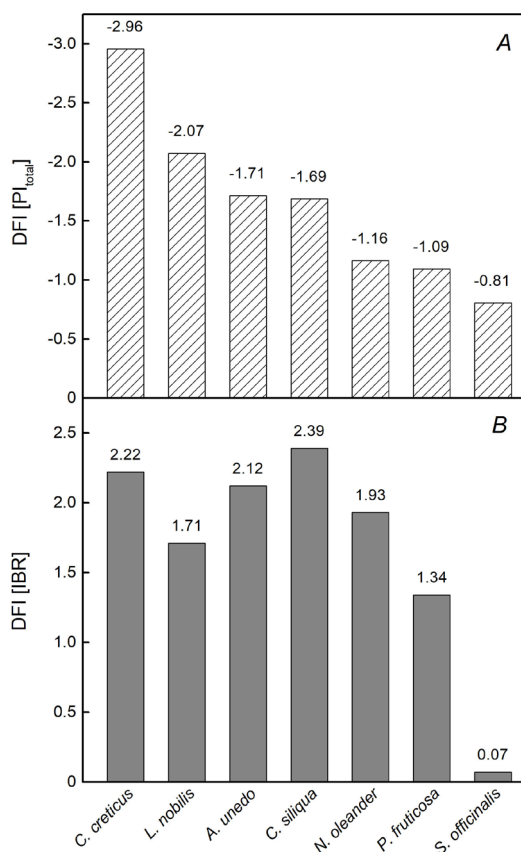 A
DFI [PItotal]
-3.0
-2.5
-2.0
-1.5
-1.0
-0.5
0
-2.96
-2.07
-1.71
-1.69
-1.16
-1.09
-0.81
B
DFI [IBR]
2.5
2.0
1.5
1.0
0.5
0
2.22
1.71
2.12
2.39
1.93
1.34
0.07
C. creticus
L. nobilis
A. unedo
C. siliqua
N. oleander
P. fruticosa
S. officinalis